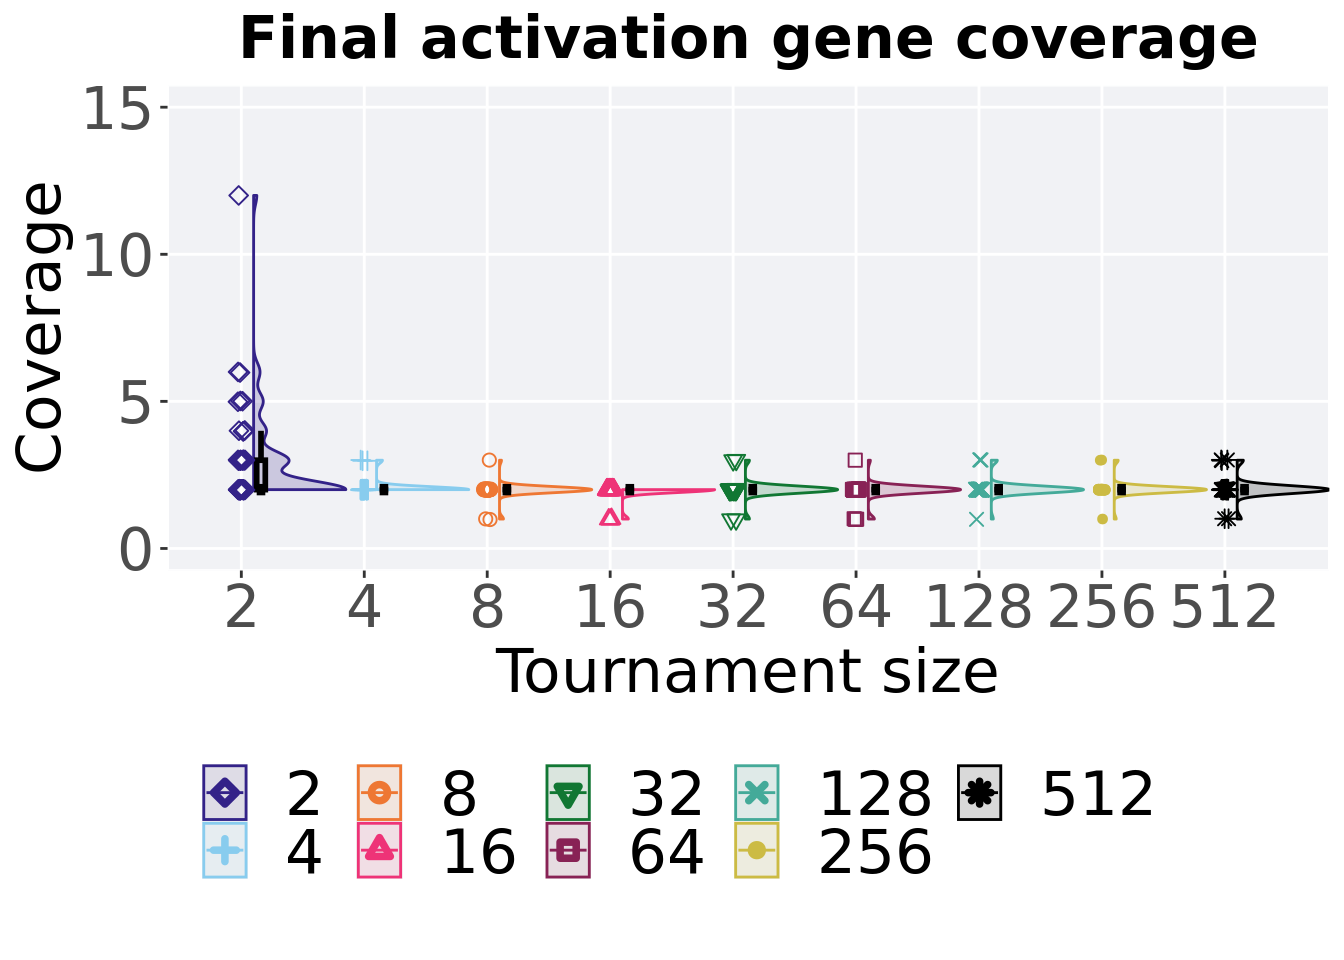 Final activation gene coverage
Coverage
15
10
5
0
2 4 8 16 32 64 128 256 512
Tournament size
2 8 32 128 512
4 16 64 256